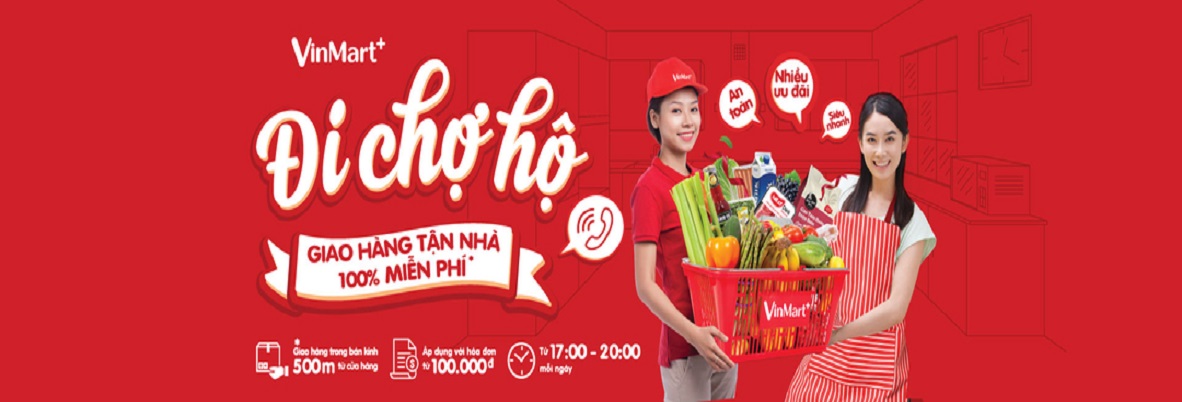 VinMart+
Đi chợ hộ
GIAO HÀNG TẬN NHÀ
100% MIỄN PHÍ*
*Giao hàng trong bán kính
500m từ cửa hàng
Áp dụng với hóa đơn
từ 100.000đ
Từ 17:00 - 20:00
mỗi ngày
VinMart+
An
toàn
Nhiều
ưu đãi
Siêu
nhanh
VinMart+